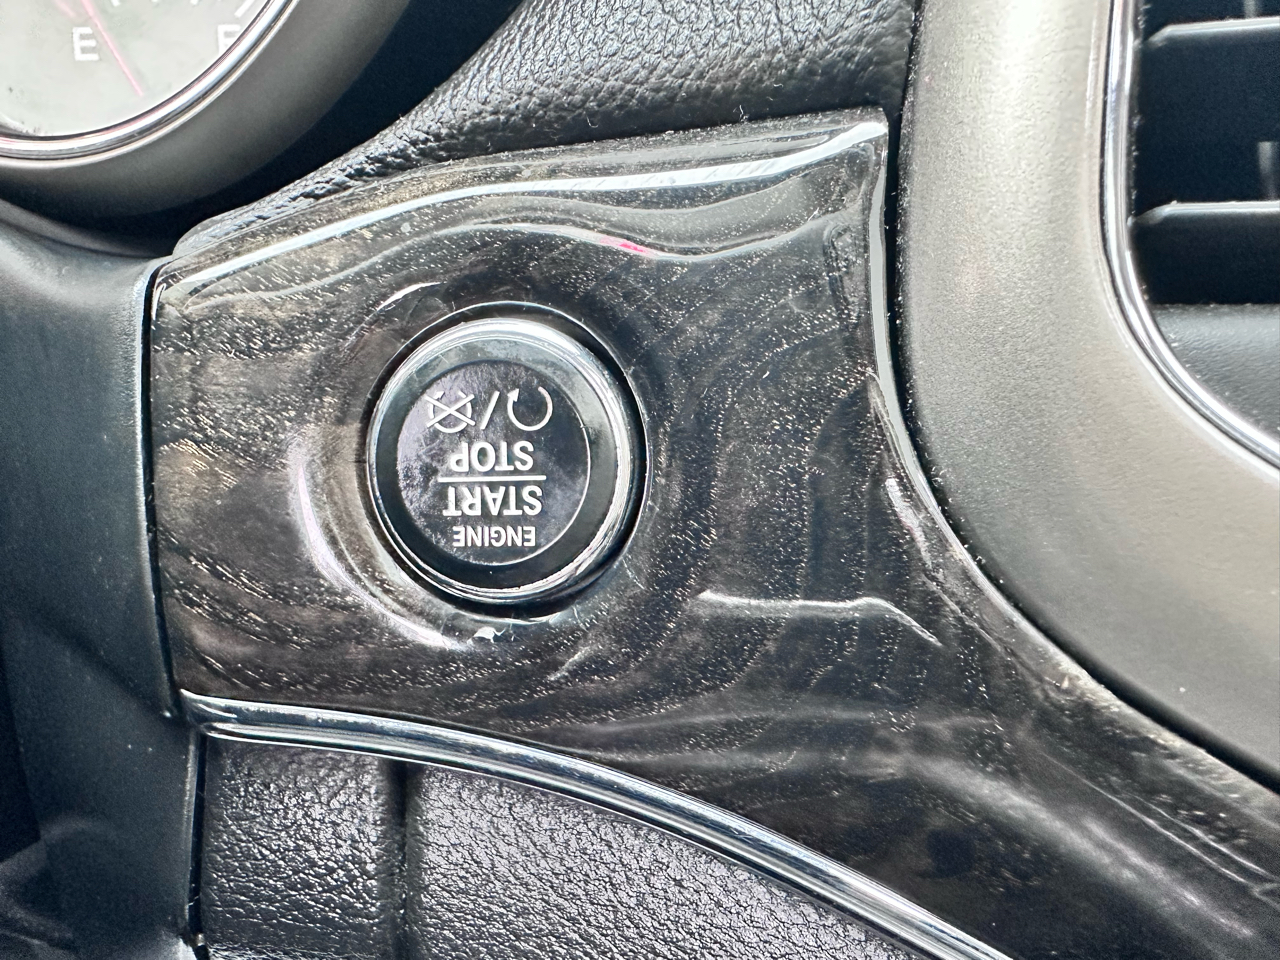 E F
ENGINE
START
STOP
/